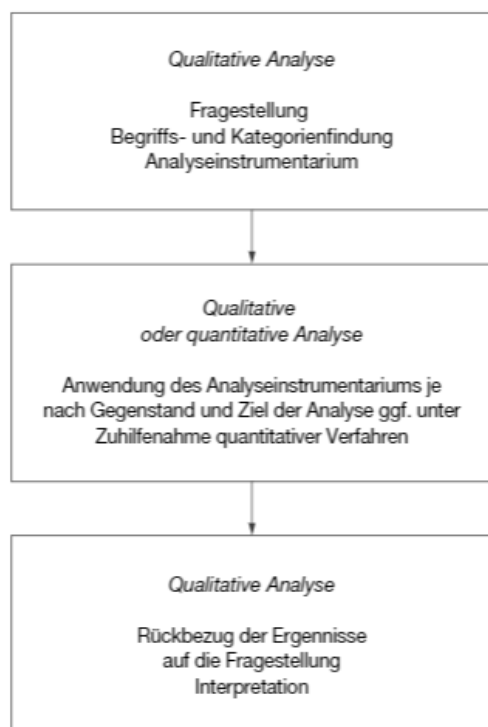 Qualitative Analyse
Fragestellung
Begriffs- und Kategorienfindung
Analyseinstrumentarium
Qualitative
oder quantitative Analyse
Anwendung des Analyseinstrumentariums je
nach Gegenstand und Ziel der Analyse ggf. unter
Zuhilfenahme quantitativer Verfahren
Qualitative Analyse
Rückbezug der Ergennisse
auf die Fragestellung
Interpretation